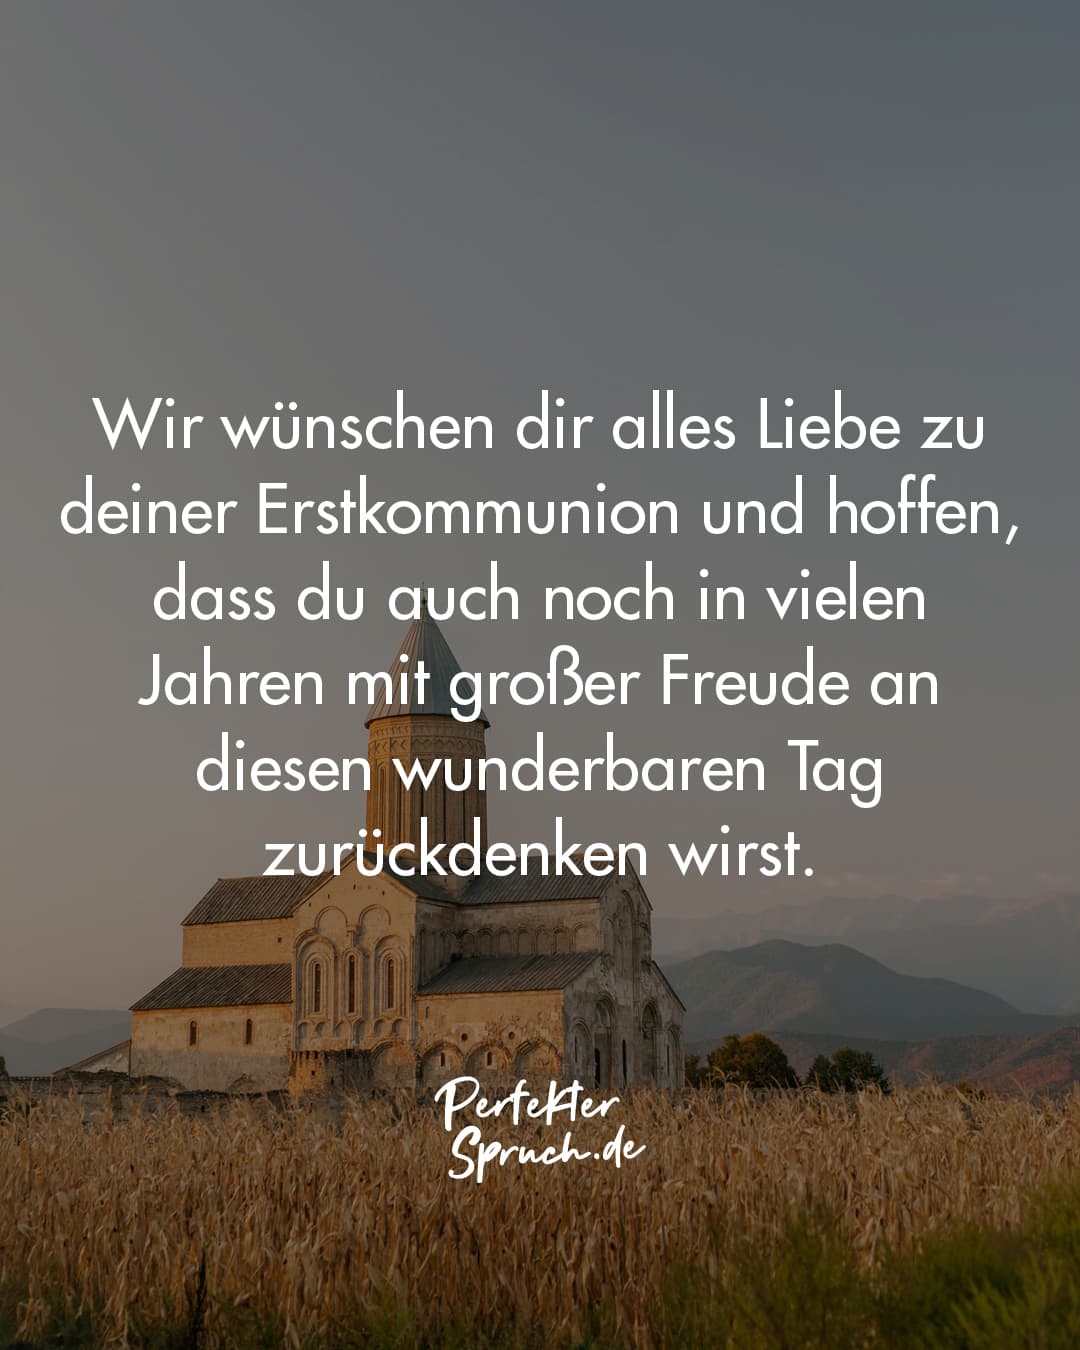 Wir wünschen dir alles Liebe zu
deiner Erstkommunion und hoffen,
dass du auch noch in vielen
Jahren mit großer Freude an
diesen wunderbaren Tag
zurückdenken wirst.
Perfekter
Spruch.de